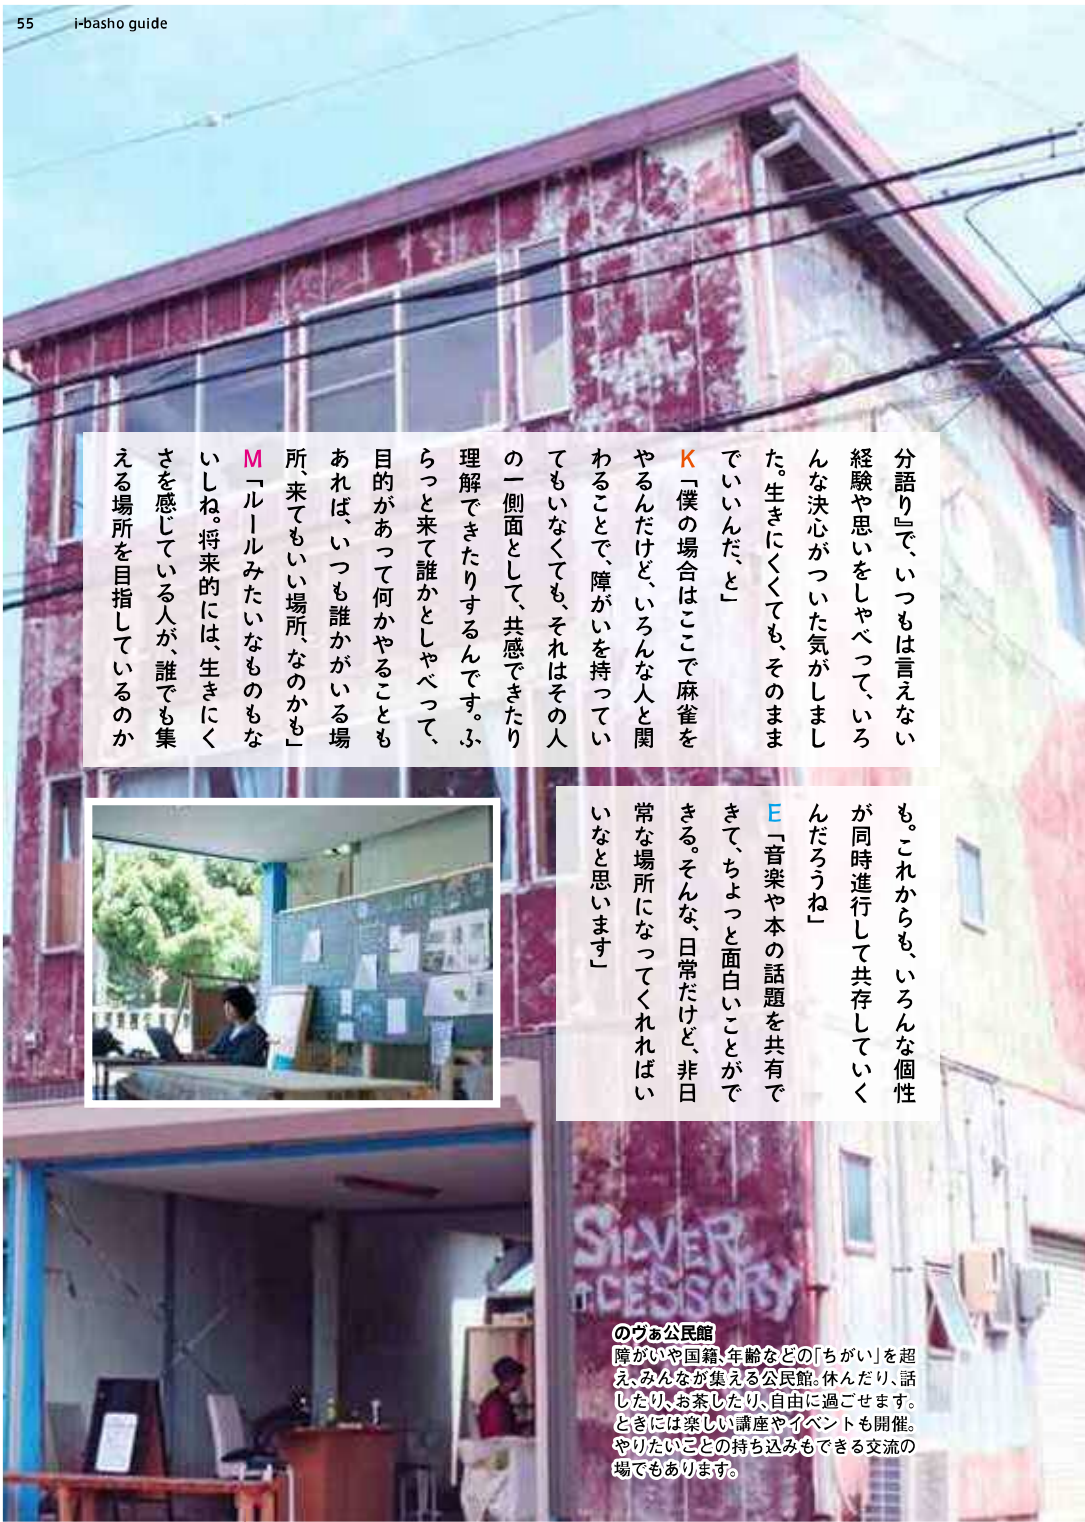 55 i-basho guide
分語り』で、いつもは言えない
経験や思いをしゃべって、いろ
んな決心がついた気がしまし
た。生きにくくても、そのまま
でいいんだ、と」
K「僕の場合はここで麻雀を
やるんだけど、いろんな人と関
わることで、障がいを持ってい
てもいなくても、それはその人
の一側面として、共感できたり
理解できたりするんです。ふ
らっと来て誰かとしゃべって、
目的があって何かやることも
あれば、いつも誰かがいる場
所、来てもいい場所、なのかも」
M「ルールみたいなものもな
いしね。将来的には、生きにく
さを感じている人が、誰でも集
える場所を目指しているのか
も。これからも、いろんな個性
が同時進行して共存していく
んだろうね」
E「音楽や本の話題を共有で
きて、ちょっと面白いことがで
きる。そんな、日常だけど、非日
常な場所になってくれればい
いなと思います」
SILVER
ACCESSORY
のヴぁ公民館
障がいや国籍、年齢などの「ちがい」を超
え、みんなが集える公民館。休んだり、話
したり、お茶したり、自由に過ごせます。
ときには楽しい講座やイベントも開催。
やりたいことの持ち込みもできる交流の
場でもあります。